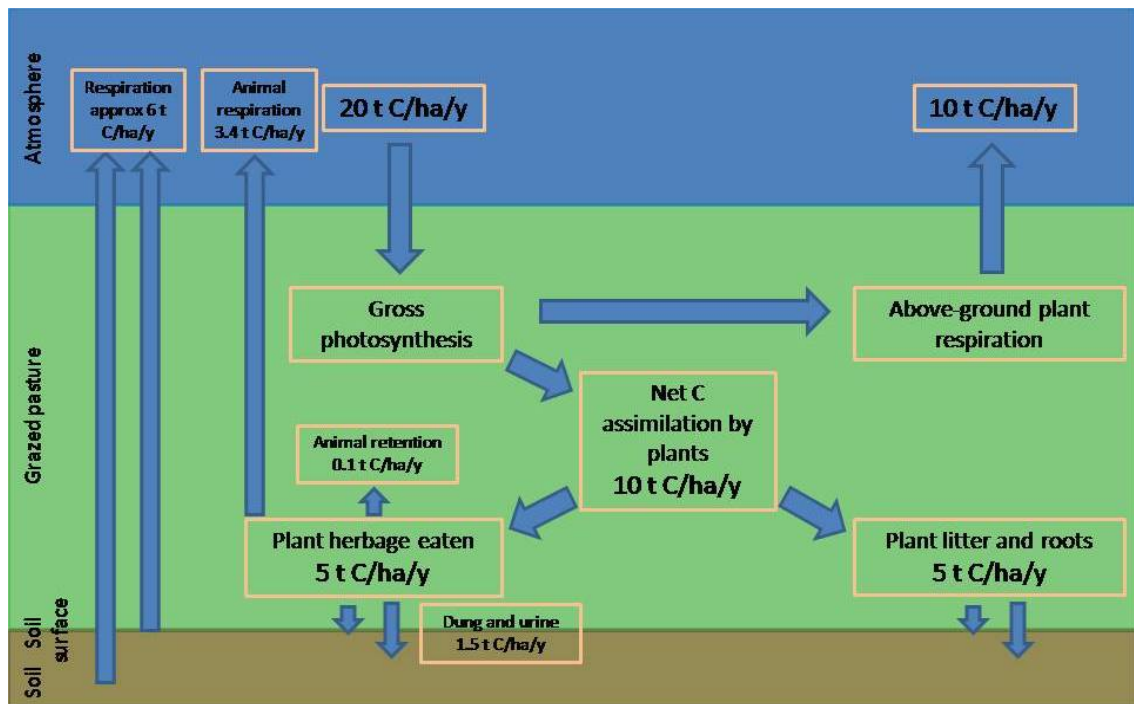 Atmosphere
Respiration
approx 6 t
C/ha/y
Animal
respiration
3.4 t C/ha/y
20 t C/ha/y
10 t C/ha/y
Grazed pasture
Gross
photosynthesis
Above-ground plant
respiration
Net C
assimilation by
plants
10 t C/ha/y
Animal retention
0.1 t C/ha/y
Plant herbage eaten
5 t C/ha/y
Plant litter and roots
5 t C/ha/y
Soil
surface
Dung and urine
1.5 t C/ha/y
Soil